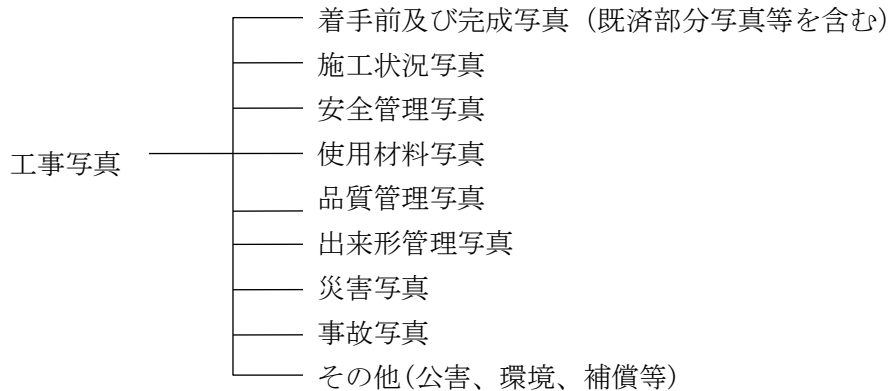 着手前及び完成写真（既済部分写真等を含む）
施工状況写真
安全管理写真
工事写真
使用材料写真
品質管理写真
出来形管理写真
災害写真
事故写真
その他(公害、環境、補償等)